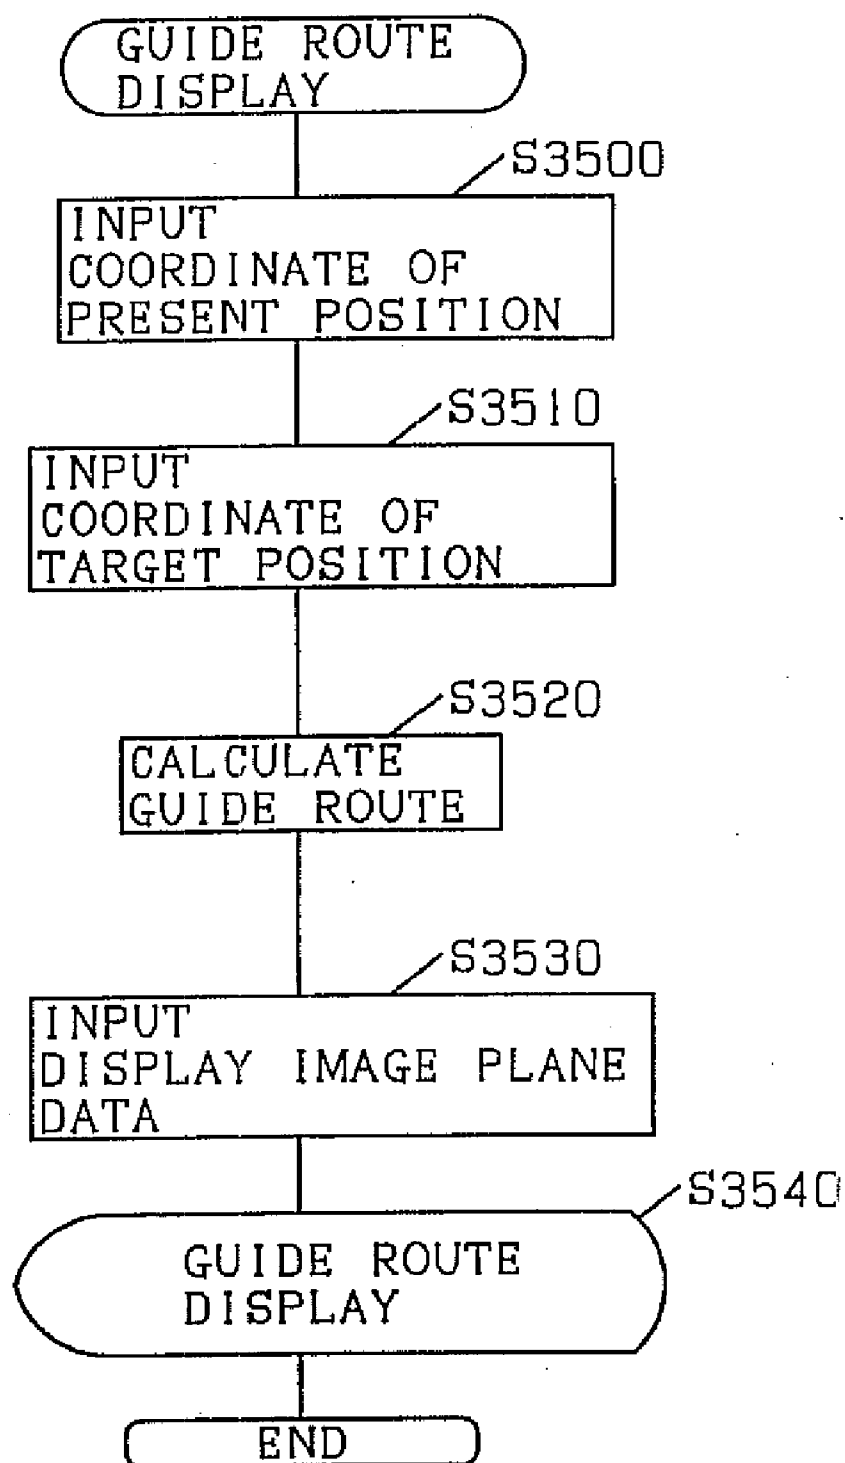 GUIDE ROUTE
DISPLAY
S3500
INPUT
COORDINATE OF
PRESENT POSITION
S3510
INPUT
COORDINATE OF
TARGET POSITION
S3520
CALCULATE
GUIDE ROUTE
S3530
INPUT
DISPLAY IMAGE PLANE
DATA
S3540
GUIDE ROUTE
DISPLAY
END